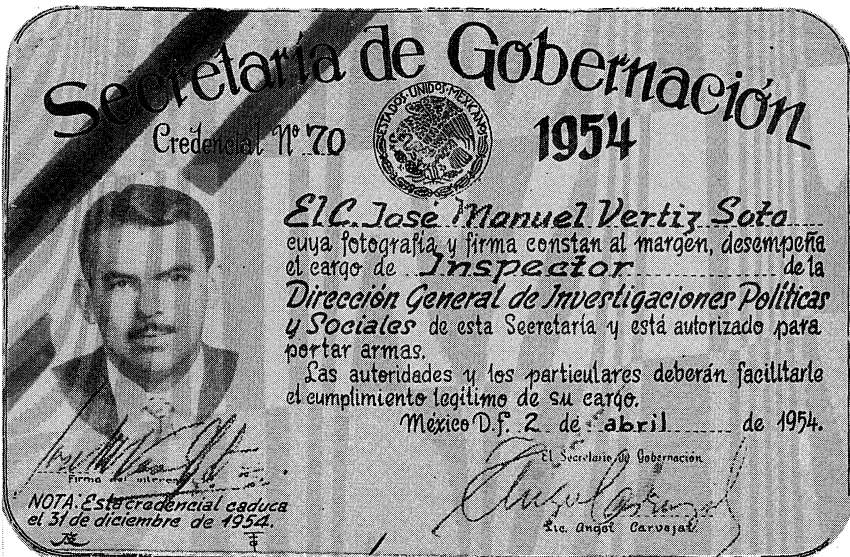 Secretaría de Gobernación
Credencial Nº 70
ESTADOS·UNIDOS·MEXICANOS
1954
El C. José Manuel Vertiz Soto
cuya fotografía y firma constan al margen, desempeña
el cargo de Inspector de la
Dirección General de Investigaciones Políticas
y Sociales de esta Secretaría y está autorizado para
portar armas.
Las autoridades y los particulares deberán facilitarle
el cumplimiento legítimo de su cargo.
México D.f. 2 de abril de 1954.
Firma del
NOTA. Esta credencial caduca
el 31 de diciembre de 1954.
El Secretario de Gobernación
Lic. Angel Carvajal